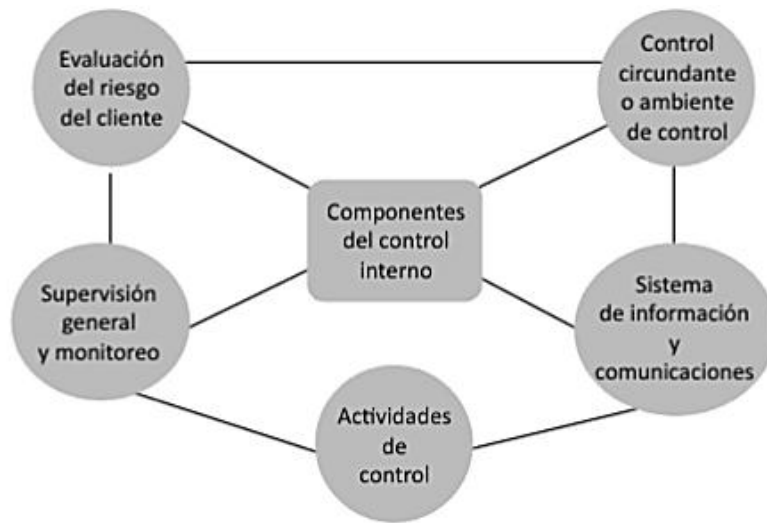 Evaluación
del riesgo
del cliente
Control
circundante
o ambiente
de control
Componentes
del control
interno
Supervisión
general
y monitoreo
Sistema
de información
y
comunicaciones
Actividades
de
control